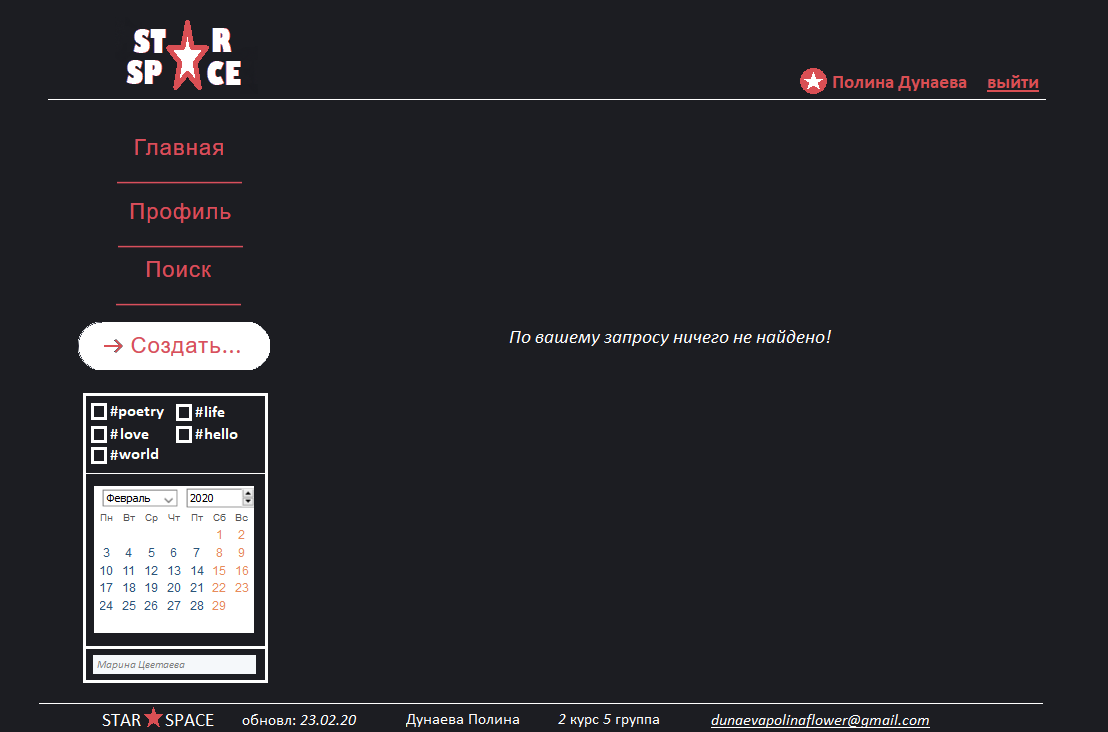 ST★R
SP★CE
Полина Дунаева выйти
Главная
Профиль
Поиск
→ Создать...
По вашему запросу ничего не найдено!
#poetry #life
#love #hello
#world
Февраль 2020
Пн Вт Ср Чт Пт Сб Вс
1 2
3 4 5 6 7 8 9
10 11 12 13 14 15 16
17 18 19 20 21 22 23
24 25 26 27 28 29
Марина Цветаева
STAR★SPACE обновл: 23.02.20 Дунаева Полина 2 курс 5 группа dunaevapolinaflower@gmail.com